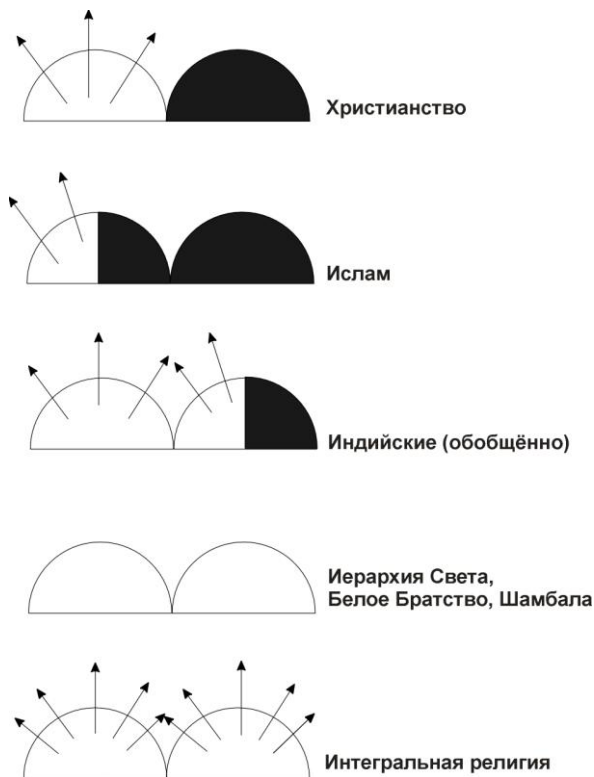 Христианство
Ислам
Индийские (обобщённо)
Иерархия Света,
Белое Братство, Шамбала
Интегральная религия